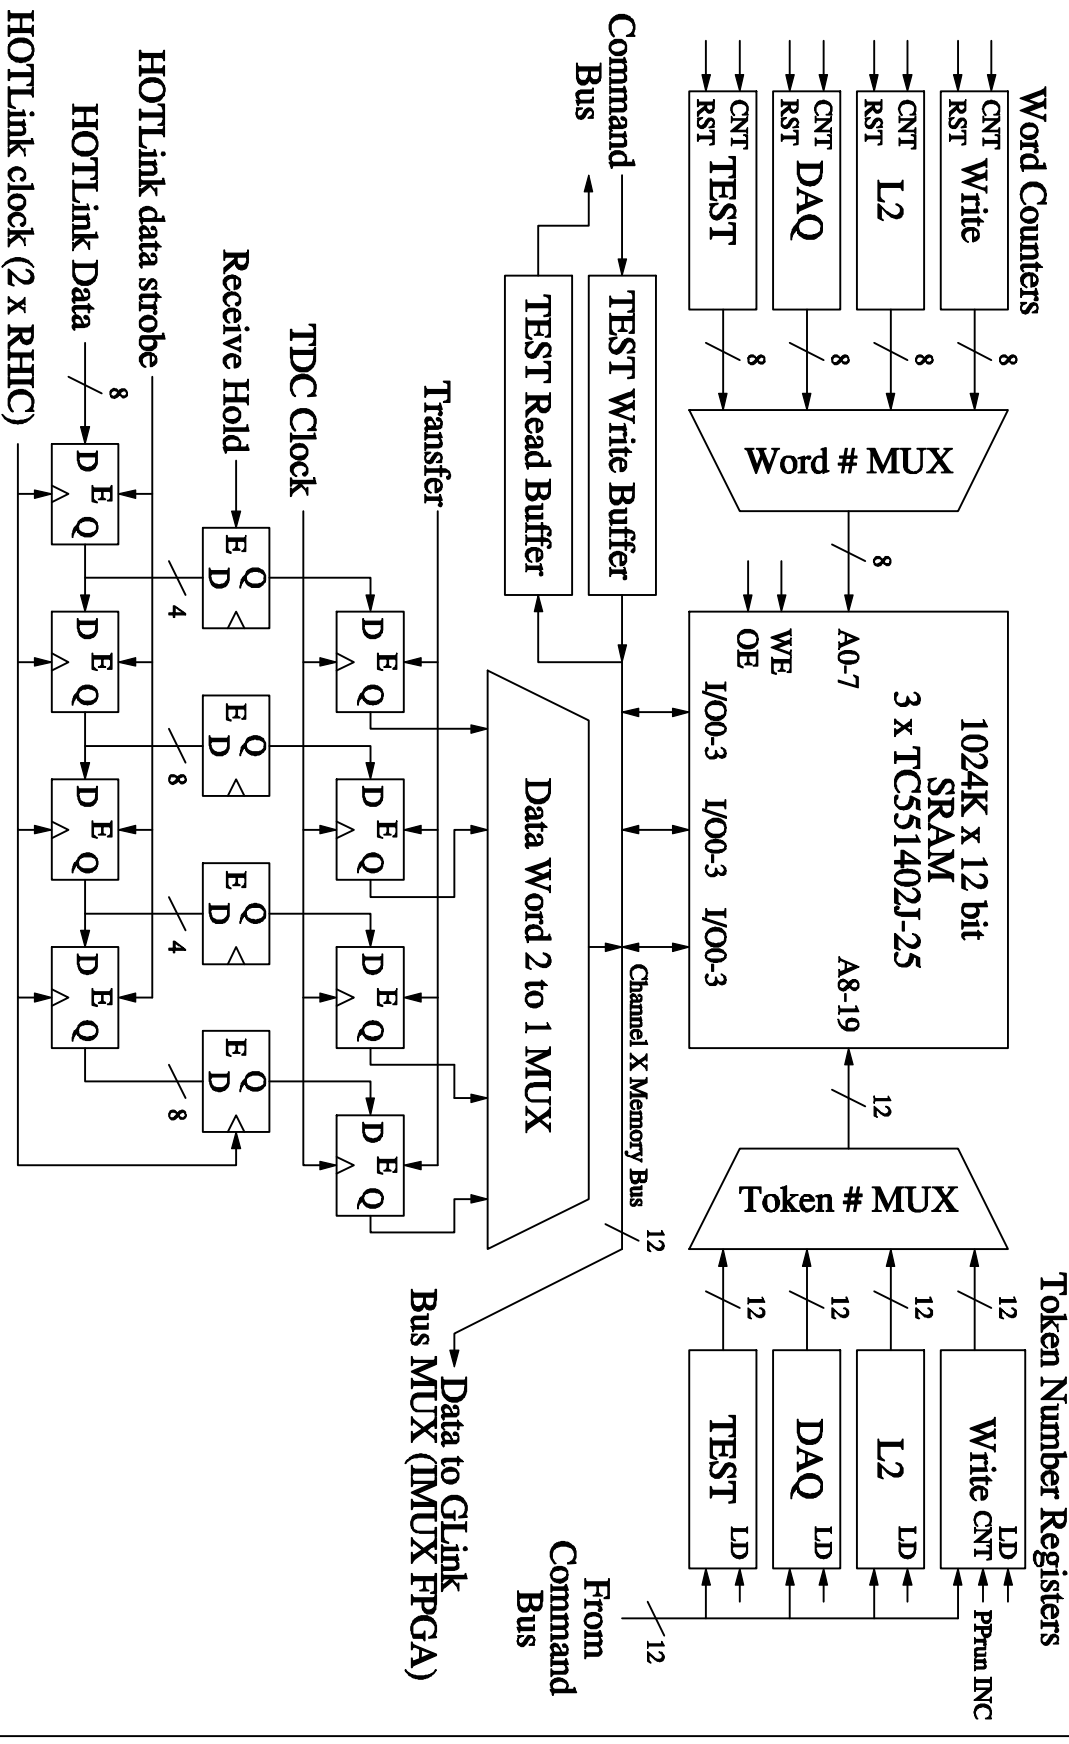 Word Counters
CNT
RST
Write
CNT
RST
L2
CNT
RST
DAQ
CNT
RST
TEST
8
8
8
8
Word # MUX
8
1024K x 12 bit
SRAM
3 x TC551402J-25
A0-7
A8-19
WE
OE
I/O0-3
I/O0-3
I/O0-3
12
Token # MUX
12
12
12
12
Token Number Registers
Write
LD
CNT
L2
LD
DAQ
LD
TEST
LD
PPrun INC
12
From
Command
Bus
Command
Bus
TEST Write Buffer
TEST Read Buffer
Channel X Memory Bus
12
Data Word 2 to 1 MUX
Data to GLink
Bus MUX (IMUX FPGA)
Transfer
TDC Clock
D
E
Q
D
E
Q
D
E
Q
D
E
Q
Receive Hold
Q
E
D
Q
E
D
Q
E
D
Q
E
D
4
8
4
8
HOTLink data strobe
HOTLink Data
8
HOTLink clock (2 x RHIC)
D
E
Q
D
E
Q
D
E
Q
D
E
Q